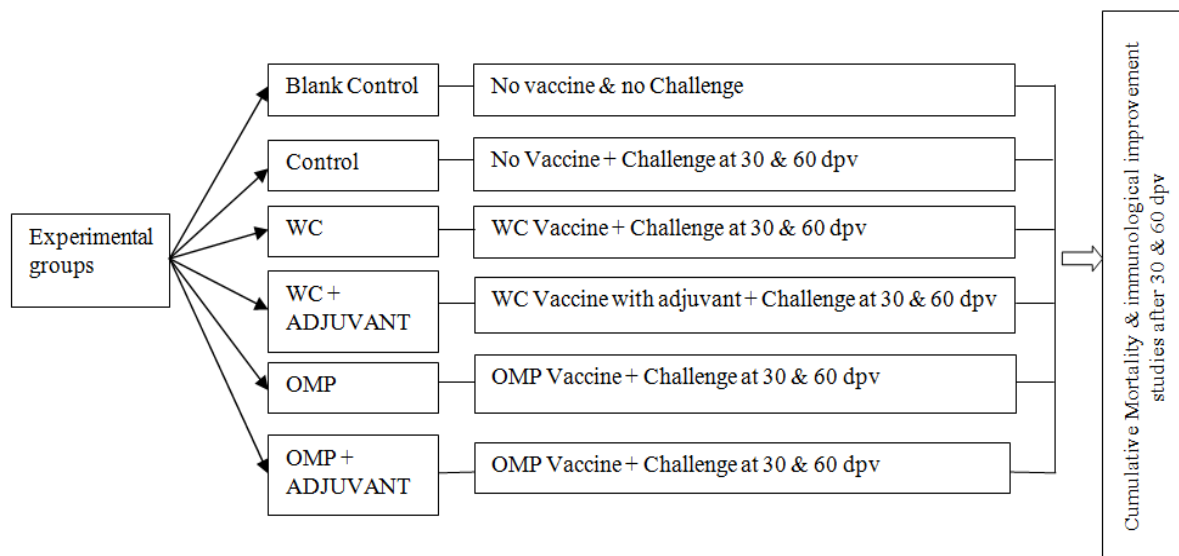 Experimental
groups
Blank Control
No vaccine & no Challenge
Control
No Vaccine + Challenge at 30 & 60 dpv
WC
WC Vaccine + Challenge at 30 & 60 dpv
WC +
ADJUVANT
WC Vaccine with adjuvant + Challenge at 30 & 60 dpv
OMP
OMP Vaccine + Challenge at 30 & 60 dpv
OMP +
ADJUVANT
OMP Vaccine + Challenge at 30 & 60 dpv
Cumulative Mortality & immunological improvement
studies after 30 & 60 dpv